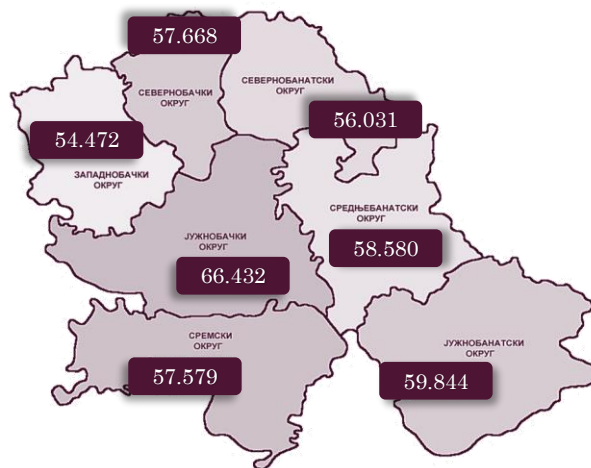 57.668
СЕВЕРНОБАЧКИ
ОКРУГ
СЕВЕРНОБАНАТСКИ
ОКРУГ
56.031
54.472
ЗАПАДНОБАЧКИ
ОКРУГ
СРЕДЊЕБАНАТСКИ
ОКРУГ
58.580
ЈУЖНОБАЧКИ
ОКРУГ
66.432
СРЕМСКИ
ОКРУГ
57.579
ЈУЖНОБАНАТСКИ
ОКРУГ
59.844